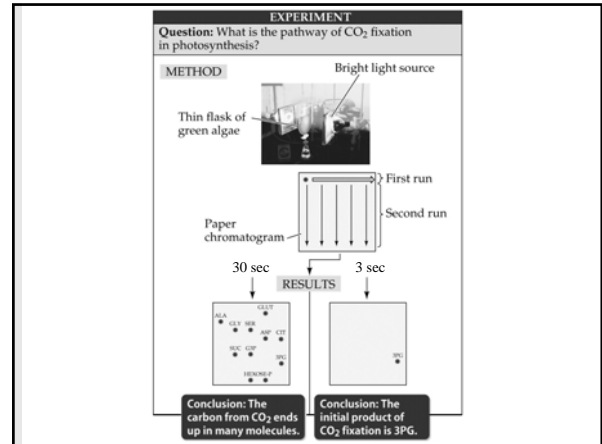 EXPERIMENT
Question: What is the pathway of CO₂ fixation
in photosynthesis?
METHOD
Bright light source
Thin flask of
green algae
First run
Second run
Paper
chromatogram
30 sec
3 sec
RESULTS
GLUT
ALA
GLY SER
ASP CIT
SUC G3P
3PG
HEXOSE-P
3PG
Conclusion: The
carbon from CO₂ ends
up in many molecules.
Conclusion: The
initial product of
CO₂ fixation is 3PG.